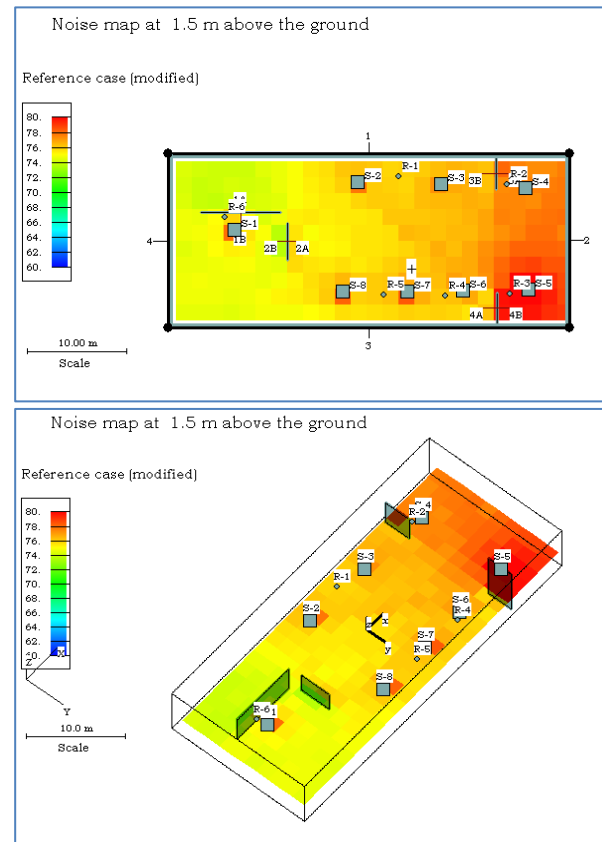 Noise map at 1.5 m above the ground
Reference case (modified)
80.
78.
76.
74.
72.
70.
68.
66.
64.
62.
60.
10.00 m
Scale
1
R-1
S-2
S-3
3B
R-2
S-4
R-6
S-1
1B
2B
2A
4
2
S-8
R-5
S-7
R-4
S-6
R-3
S-5
4A
4B
3
Noise map at 1.5 m above the ground
Reference case (modified)
80.
78.
76.
74.
72.
70.
68.
66.
64.
62.
60.
Z
X
Y
10.0 m
Scale
R-2
S-3
S-5
R-1
S-6
R-4
S-2
x
y
S-7
R-5
S-8
R-6